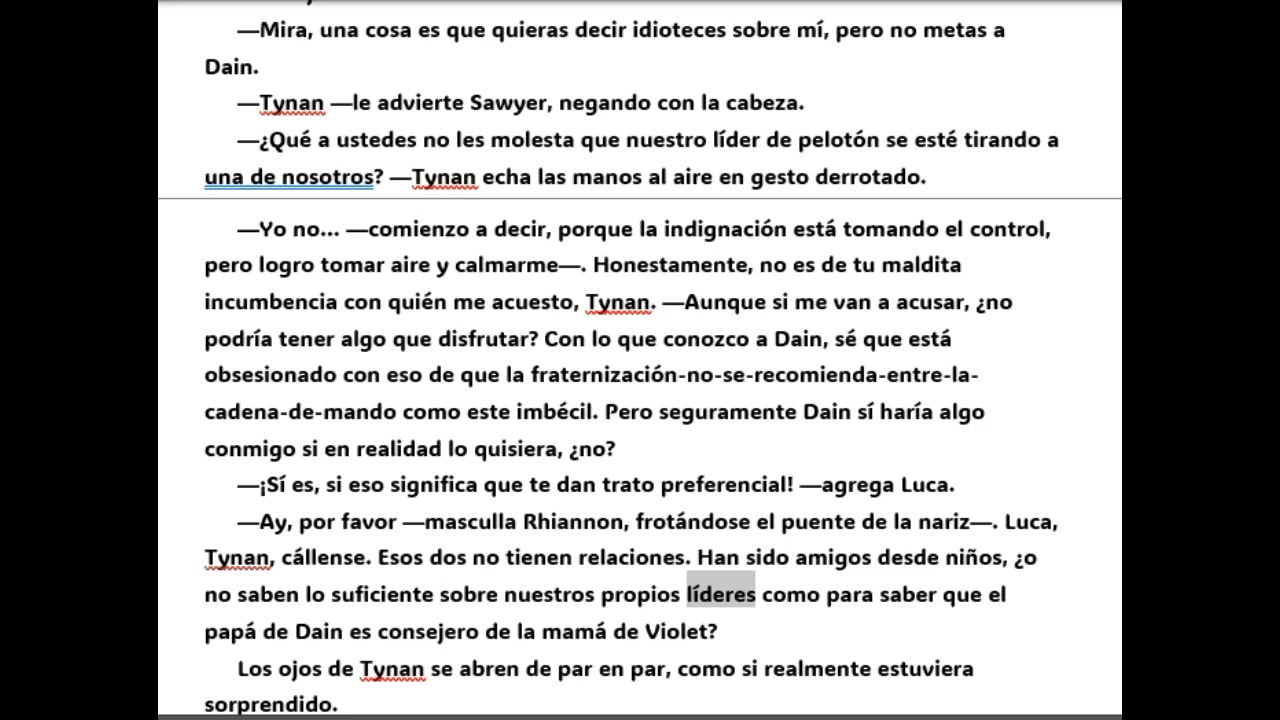 —Mira, una cosa es que quieras decir idioteces sobre mí, pero no metas a
Dain.
—Tynan —le advierte Sawyer, negando con la cabeza.
—¿Qué a ustedes no les molesta que nuestro líder de pelotón se esté tirando a
una de nosotros? —Tynan echa las manos al aire en gesto derrotado.
—Yo no... —comienzo a decir, porque la indignación está tomando el control,
pero logro tomar aire y calmarme—. Honestamente, no es de tu maldita
incumbencia con quién me acuesto, Tynan. —Aunque si me van a acusar, ¿no
podría tener algo que disfrutar? Con lo que conozco a Dain, sé que está
obsesionado con eso de que la fraternización-no-se-recomienda-entre-la-
cadena-de-mando como este imbécil. Pero seguramente Dain sí haría algo
conmigo si en realidad lo quisiera, ¿no?
—¡Sí es, si eso significa que te dan trato preferencial! —agrega Luca.
—Ay, por favor —masculla Rhiannon, frotándose el puente de la nariz—. Luca,
Tynan, cállense. Esos dos no tienen relaciones. Han sido amigos desde niños, ¿o
no saben lo suficiente sobre nuestros propios líderes como para saber que el
papá de Dain es consejero de la mamá de Violet?
Los ojos de Tynan se abren de par en par, como si realmente estuviera
sorprendido.